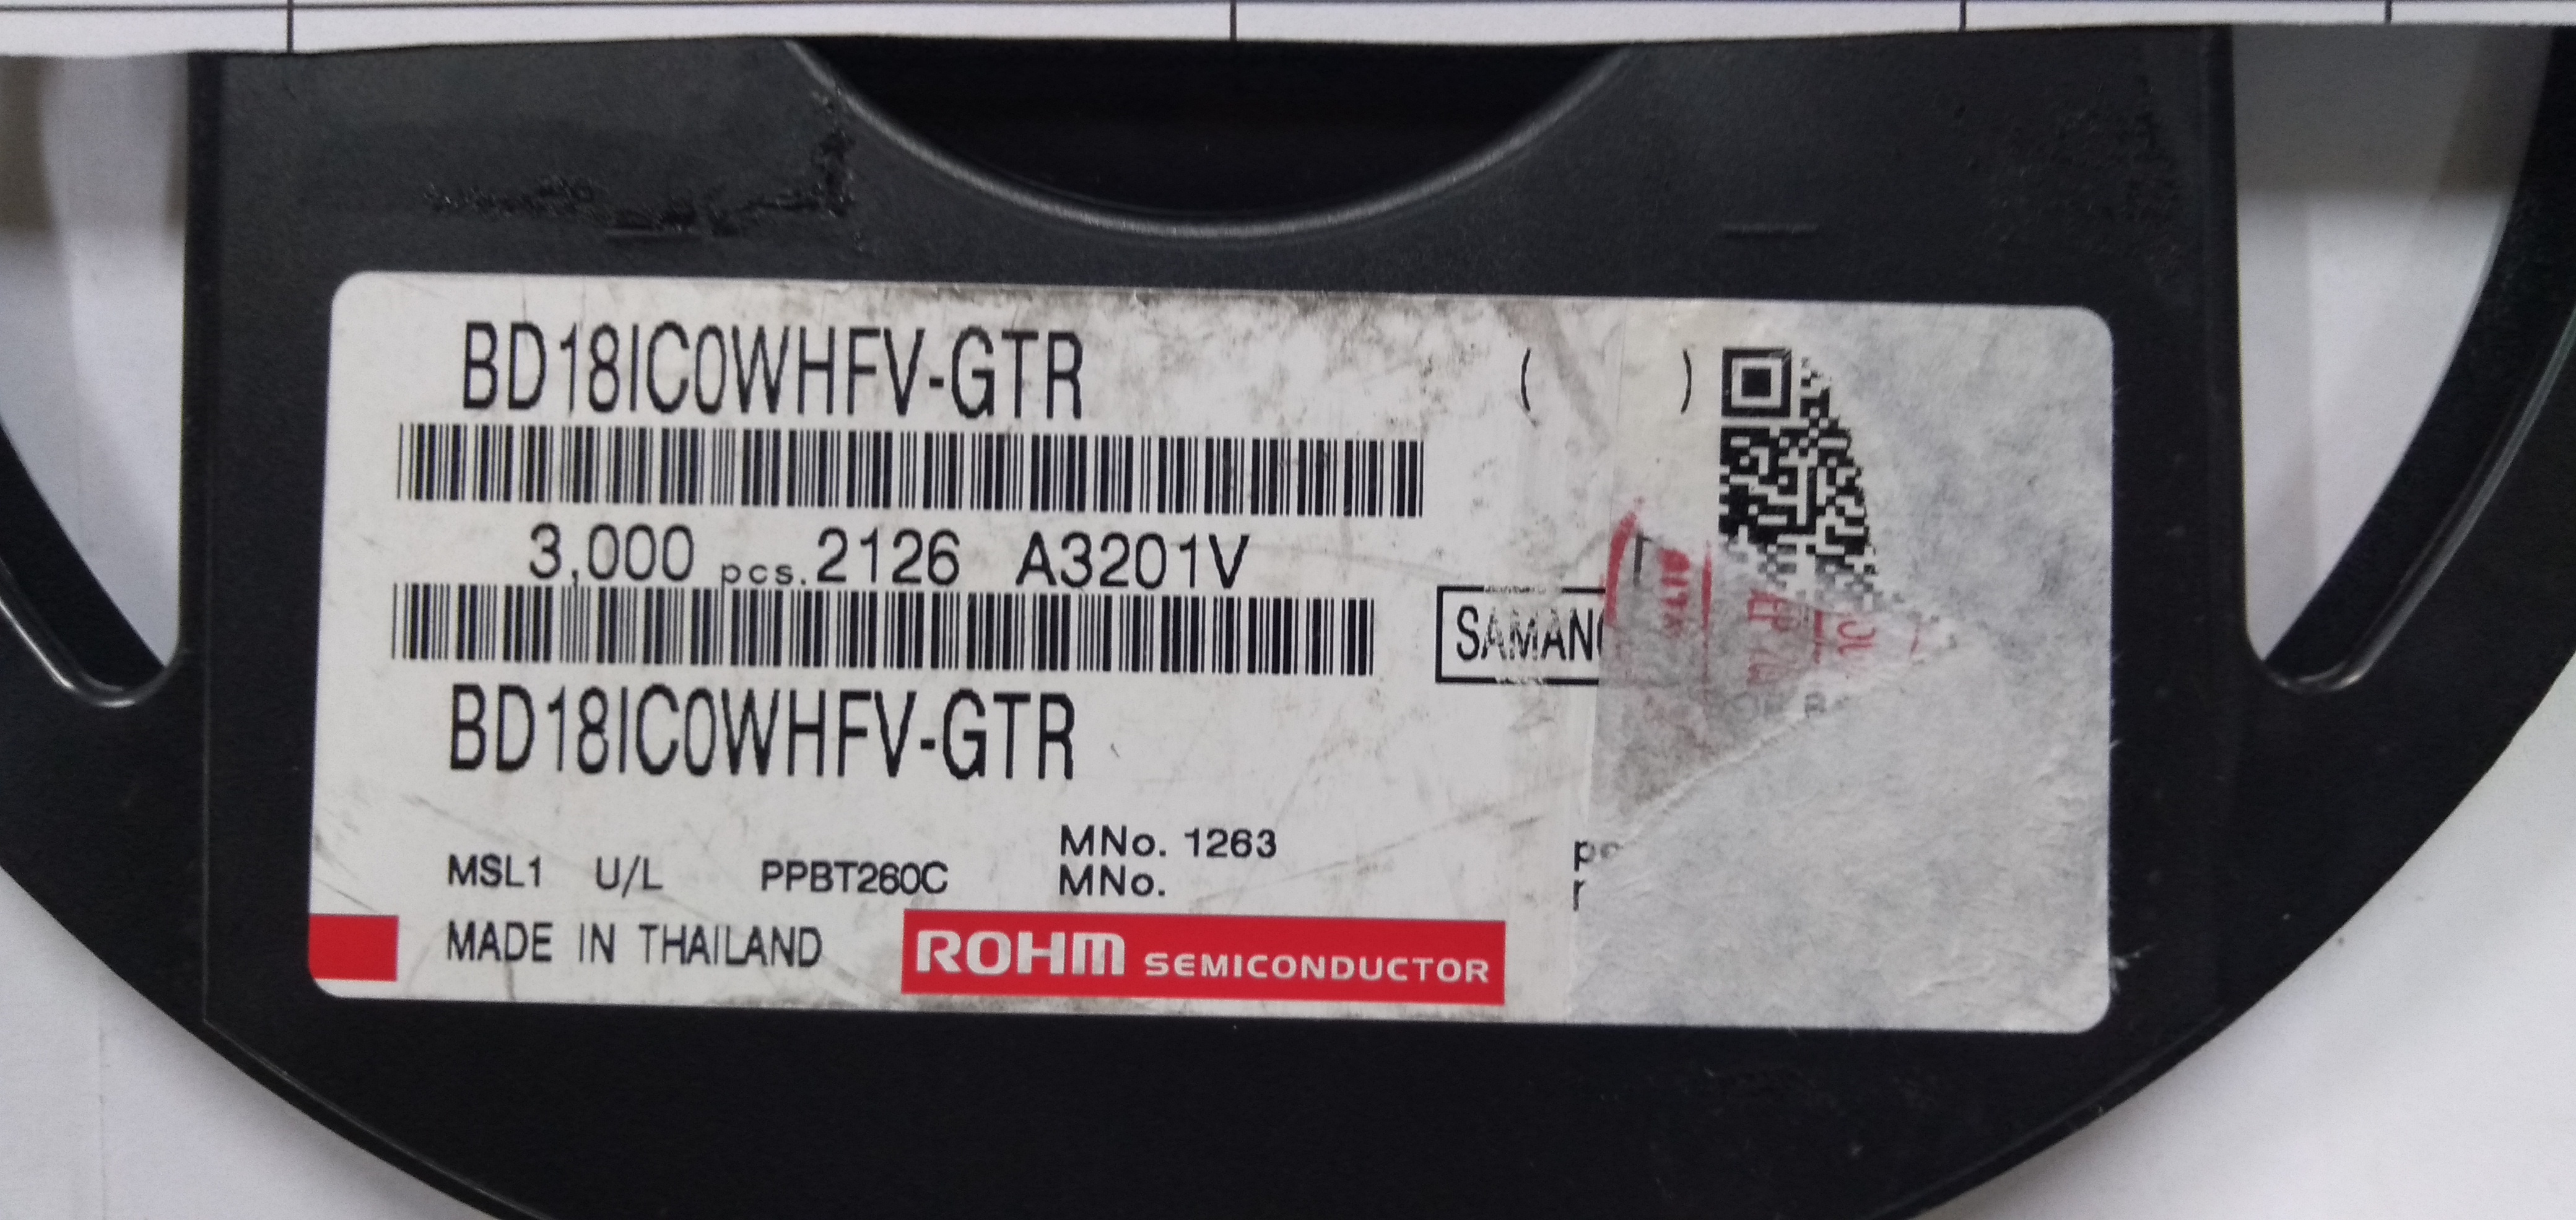 BD18IC0WHFV-GTR ( )
3,000 pcs. 2126 A3201V
BD18IC0WHFV-GTR
MNo. 1263
MSL1 U/L PPBT260C MNo.
MADE IN THAILAND ROHM SEMICONDUCTOR